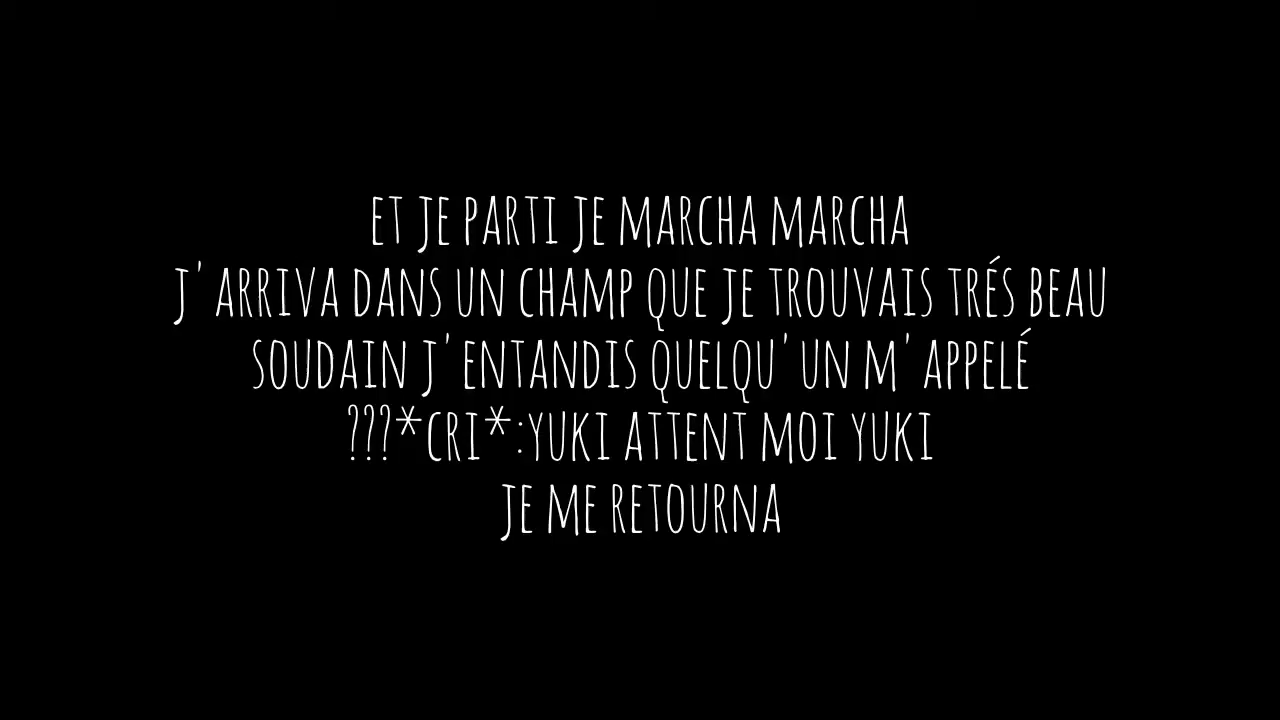 ET JE PARTI JE MARCHA MARCHA
J'ARRIVA DANS UN CHAMP QUE JE TROUVAIS TRÉS BEAU
SOUDAIN J'ENTANDIS QUELQU'UN M'APPELÉ
???*CRI*:YUKI ATTENT MOI YUKI
JE ME RETOURNA